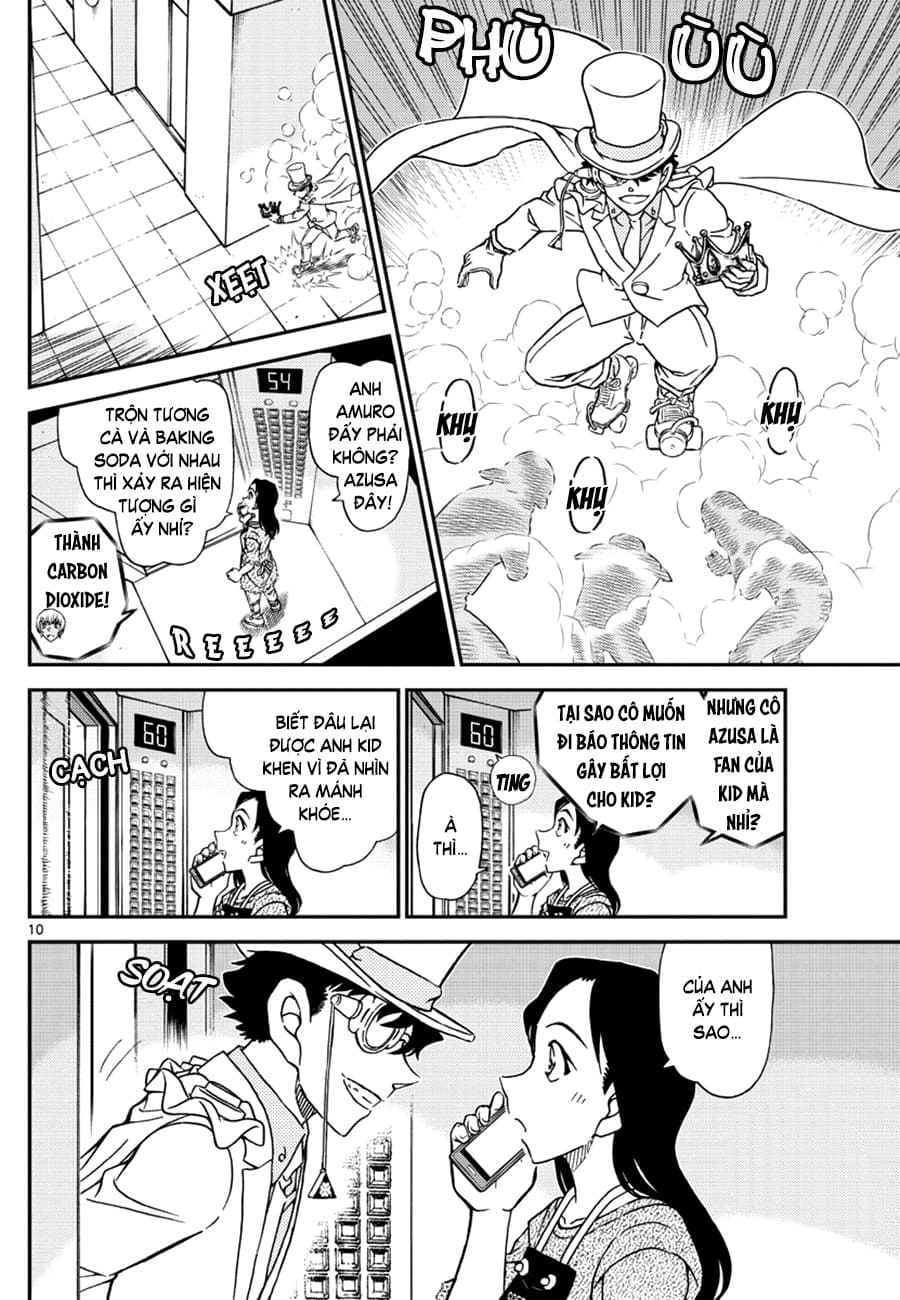 PHÙ
ÙÙ
KHỤ
KHỤ
KHỤ
XẸẸT
54
ANH
AMURO
ĐẤY PHẢI
KHÔNG?
AZUSA
ĐÂY!
TRỘN TƯƠNG
CÀ VÀ BAKING
SODA VỚI NHAU
THÌ XẢY RA HIỆN
TƯỢNG GÌ
ẤY NHỈ?
THÀNH
CARBON
DIOXIDE!
REEEEEE
NHƯNG CÔ
AZUSA LÀ
FAN CỦA
KID MÀ
NHỈ?
TẠI SAO CÔ MUỐN
ĐI BÁO THÔNG TIN
GÂY BẤT LỢI
CHO KID?
60
TING
À
THÌ...
BIẾT ĐÂU LẠI
ĐƯỢC ANH KID
KHEN VÌ ĐÃ NHÌN
RA MÁNH
KHÓE...
60
CẠCH
10
SOẠT
CỦA ANH
ẤY THÌ
SAO...